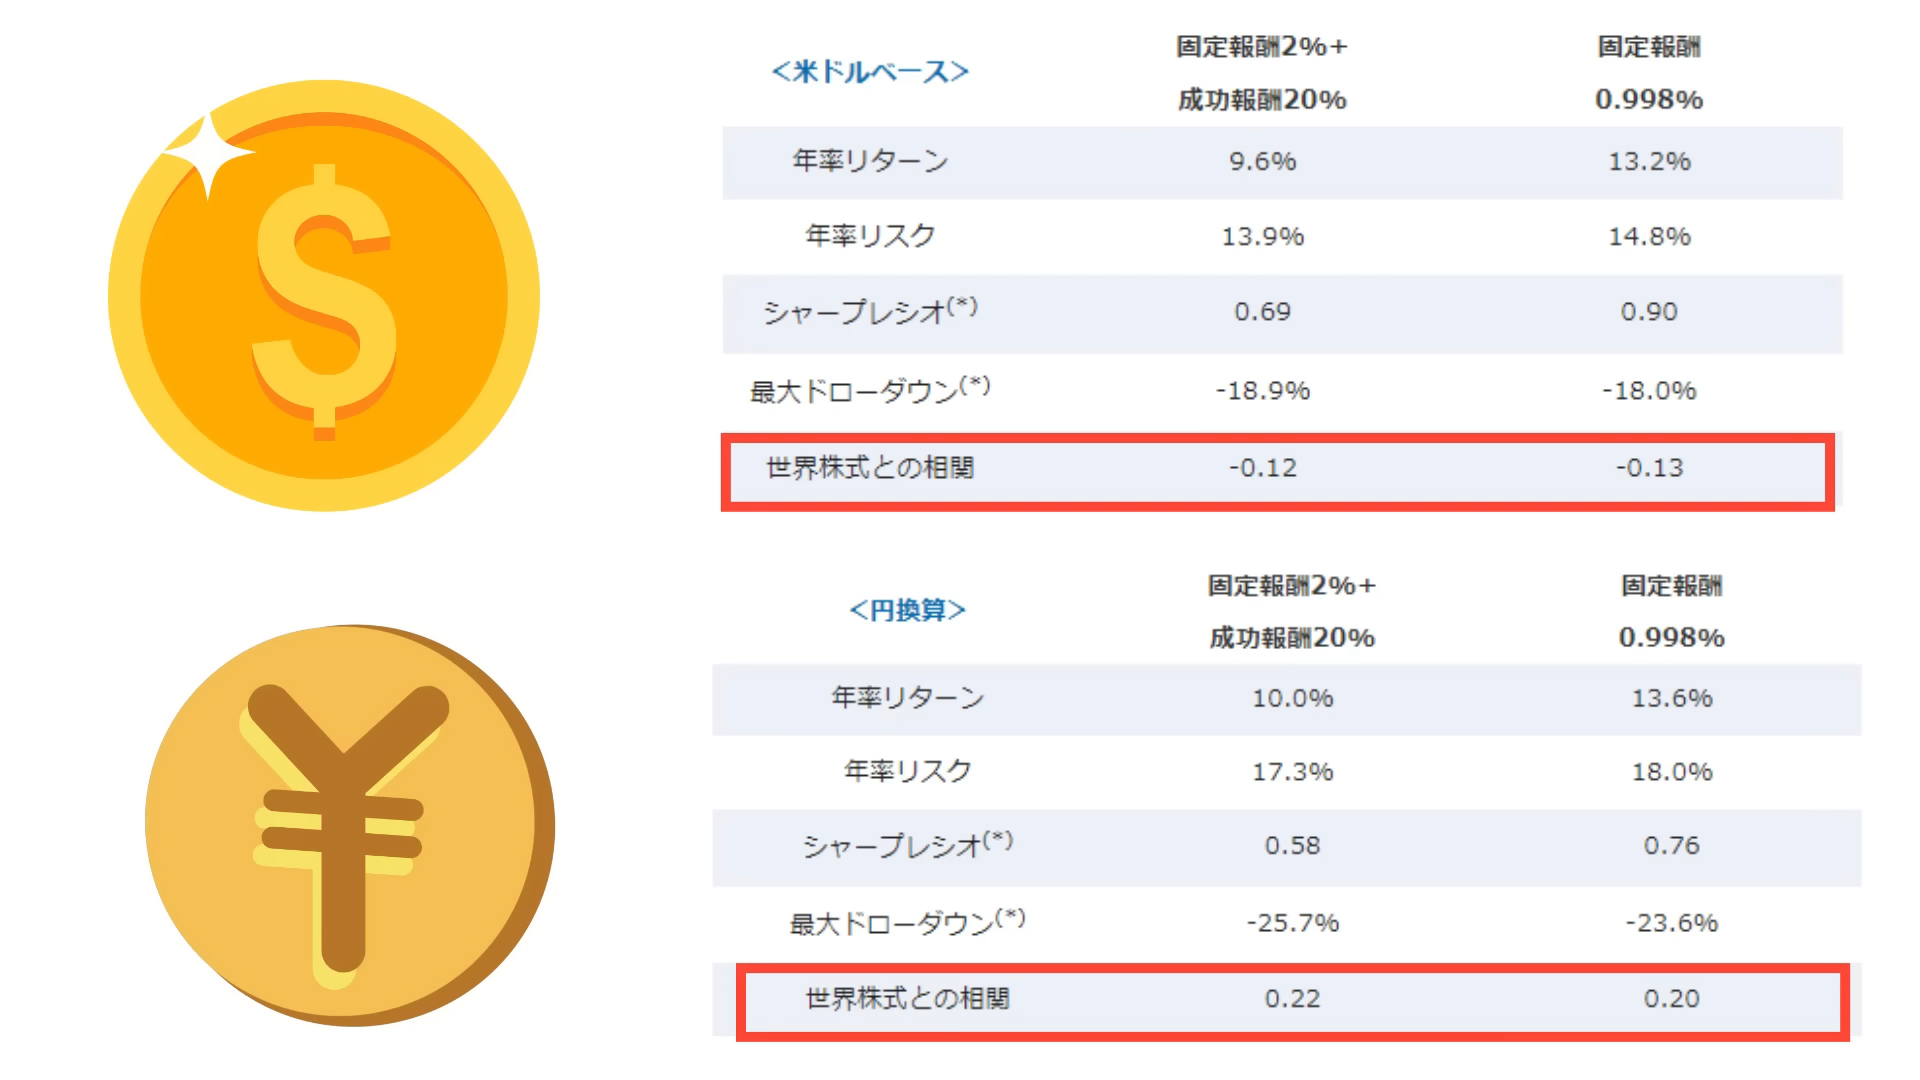 $
<米ドルベース>
固定報酬2%+ 固定報酬
成功報酬20% 0.998%
年率リターン 9.6% 13.2%
年率リスク 13.9% 14.8%
シャープレシオ(*) 0.69 0.90
最大ドローダウン(*) -18.9% -18.0%
世界株式との相関 -0.12 -0.13
¥
<円換算>
固定報酬2%+ 固定報酬
成功報酬20% 0.998%
年率リターン 10.0% 13.6%
年率リスク 17.3% 18.0%
シャープレシオ(*) 0.58 0.76
最大ドローダウン(*) -25.7% -23.6%
世界株式との相関 0.22 0.20